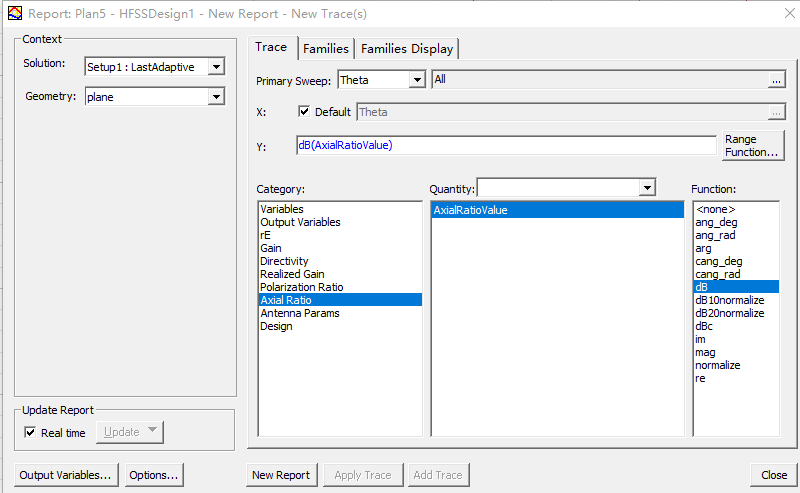 Report: Plan5 - HFSSDesign1 - New Report - New Trace(s)
Context
Solution: Setup1 : LastAdaptive
Geometry: plane
Update Report
Real time Update
Output Variables... Options...
Trace Families Families Display
Primary Sweep: Theta All ...
X: Default Theta ...
Y: dB(AxialRatioValue) Range
Function...
Category: Quantity: Function:
Variables
Output Variables
rE
Gain
Directivity
Realized Gain
Polarization Ratio
Axial Ratio
Antenna Params
Design
AxialRatioValue
<none>
ang_deg
ang_rad
arg
cang_deg
cang_rad
dB
dB10normalize
dB20normalize
dBc
im
mag
normalize
re
New Report Apply Trace Add Trace Close